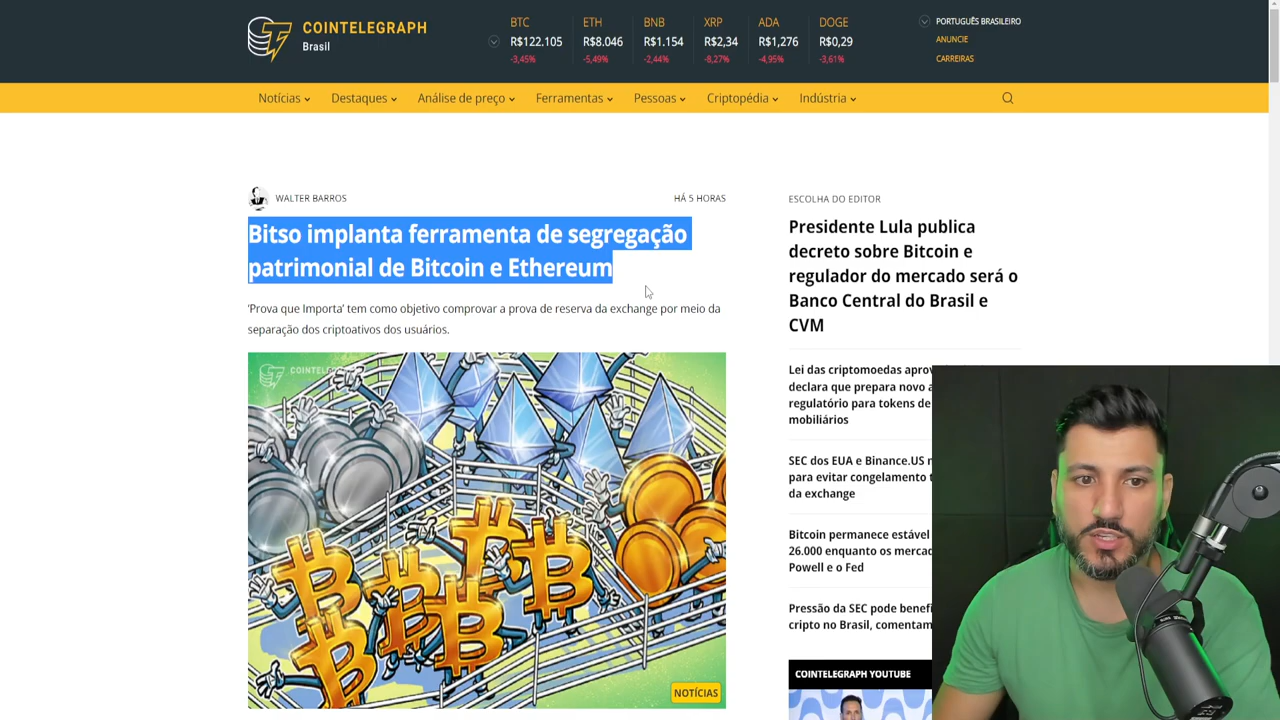 COINTELEGRAPH
Brasil
BTC ETH BNB XRP ADA DOGE
R$122.105 R$8.046 R$1.154 R$2,34 R$1,276 R$0,29
-3,45% -5,49% -2,44% -8,27% -4,95% -3,61%
PORTUGUÊS BRASILEIRO
ANUNCIE
CARREIRAS
Notícias Destaques Análise de preço Ferramentas Pessoas Criptopédia Indústria
WALTER BARROS
HÁ 5 HORAS
Bitso implanta ferramenta de segregação
patrimonial de Bitcoin e Ethereum
‘Prova que Importa’ tem como objetivo comprovar a prova de reserva da exchange por meio da
separação dos criptoativos dos usuários.
NOTÍCIAS
ESCOLHA DO EDITOR
Presidente Lula publica
decreto sobre Bitcoin e
regulador do mercado será o
Banco Central do Brasil e
CVM
Lei das criptomoedas
declara que prepara novo
regulatório para tokens de
mobiliários
SEC dos EUA e Binance.US
para evitar congelamento
da exchange
Bitcoin permanece estável
26.000 enquanto os
Powell e o Fed
Pressão da SEC pode
cripto no Brasil,
COINTELEGRAPH YOUTUBE